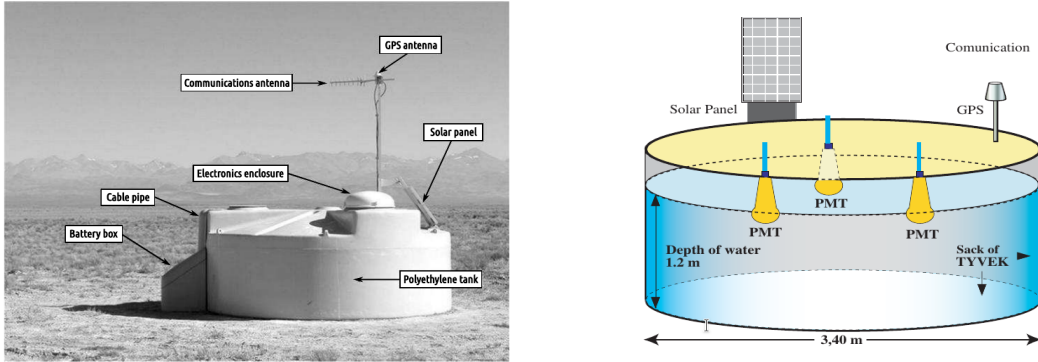 GPS antenna
Communications antenna
Solar panel
Electronics enclosure
Cable pipe
Battery box
Polyethylene tank
Comunication
Solar Panel
GPS
PMT
PMT
PMT
Depth of water
1.2 m
Sack of
TYVEK
3,40 m